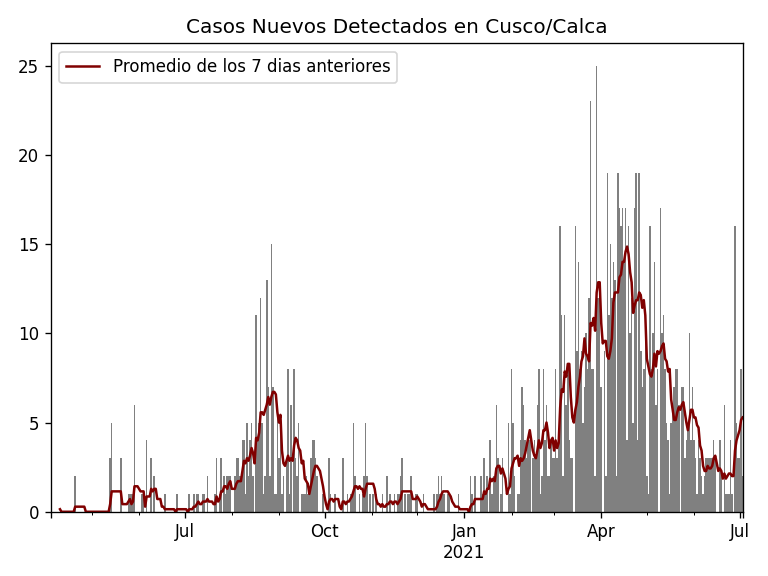 Casos Nuevos Detectados en Cusco/Calca
Promedio de los 7 dias anteriores
25
20
15
10
5
0
Jul
Oct
Jan
2021
Apr
Jul